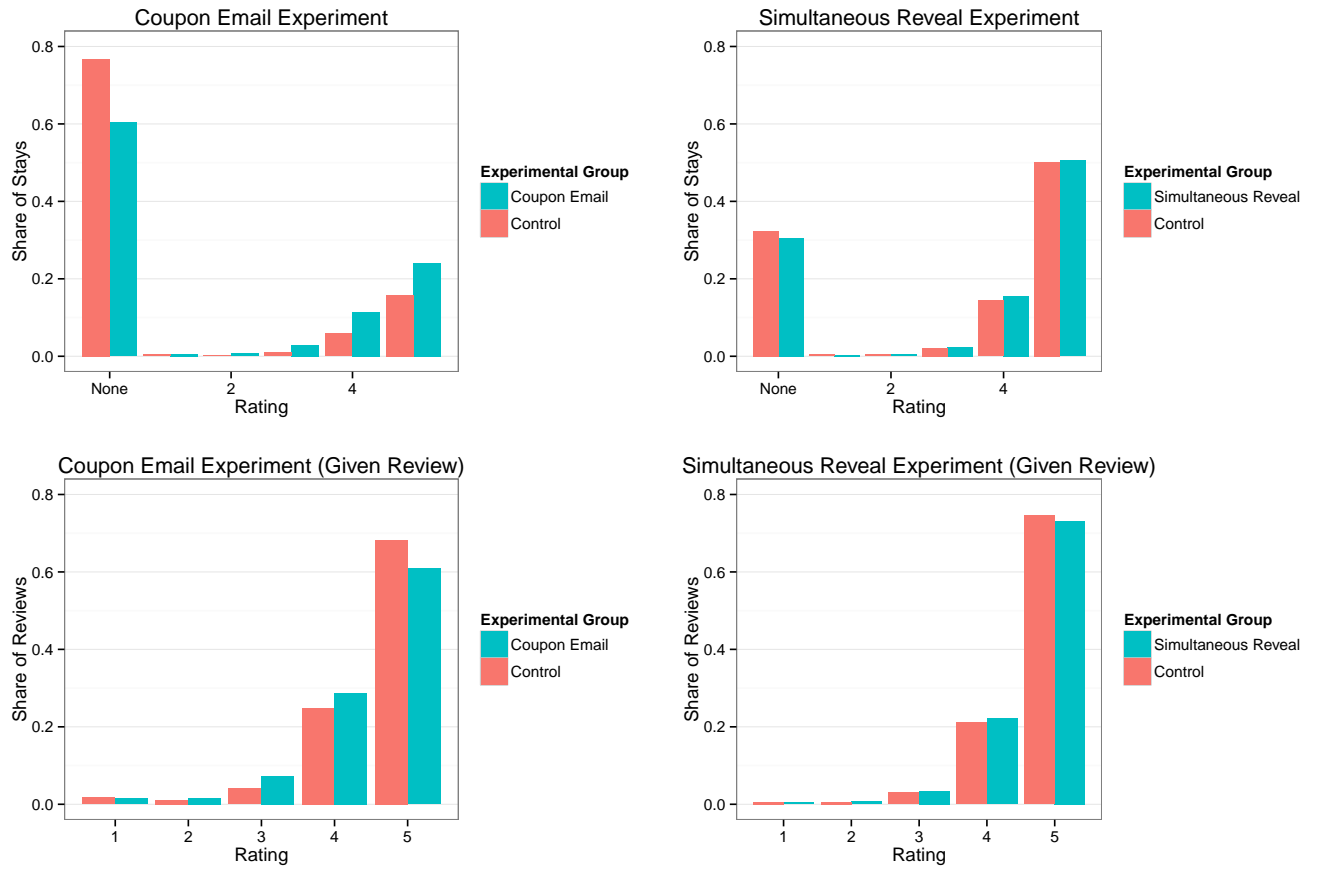 Coupon Email Experiment
0.8
0.6
0.4
0.2
0.0
Share of Stays
None 2 4
Rating
Experimental Group
Coupon Email
Control
Simultaneous Reveal Experiment
0.8
0.6
0.4
0.2
0.0
Share of Stays
None 2 4
Rating
Experimental Group
Simultaneous Reveal
Control
Coupon Email Experiment (Given Review)
0.8
0.6
0.4
0.2
0.0
Share of Reviews
1 2 3 4 5
Rating
Experimental Group
Coupon Email
Control
Simultaneous Reveal Experiment (Given Review)
0.8
0.6
0.4
0.2
0.0
Share of Reviews
1 2 3 4 5
Rating
Experimental Group
Simultaneous Reveal
Control